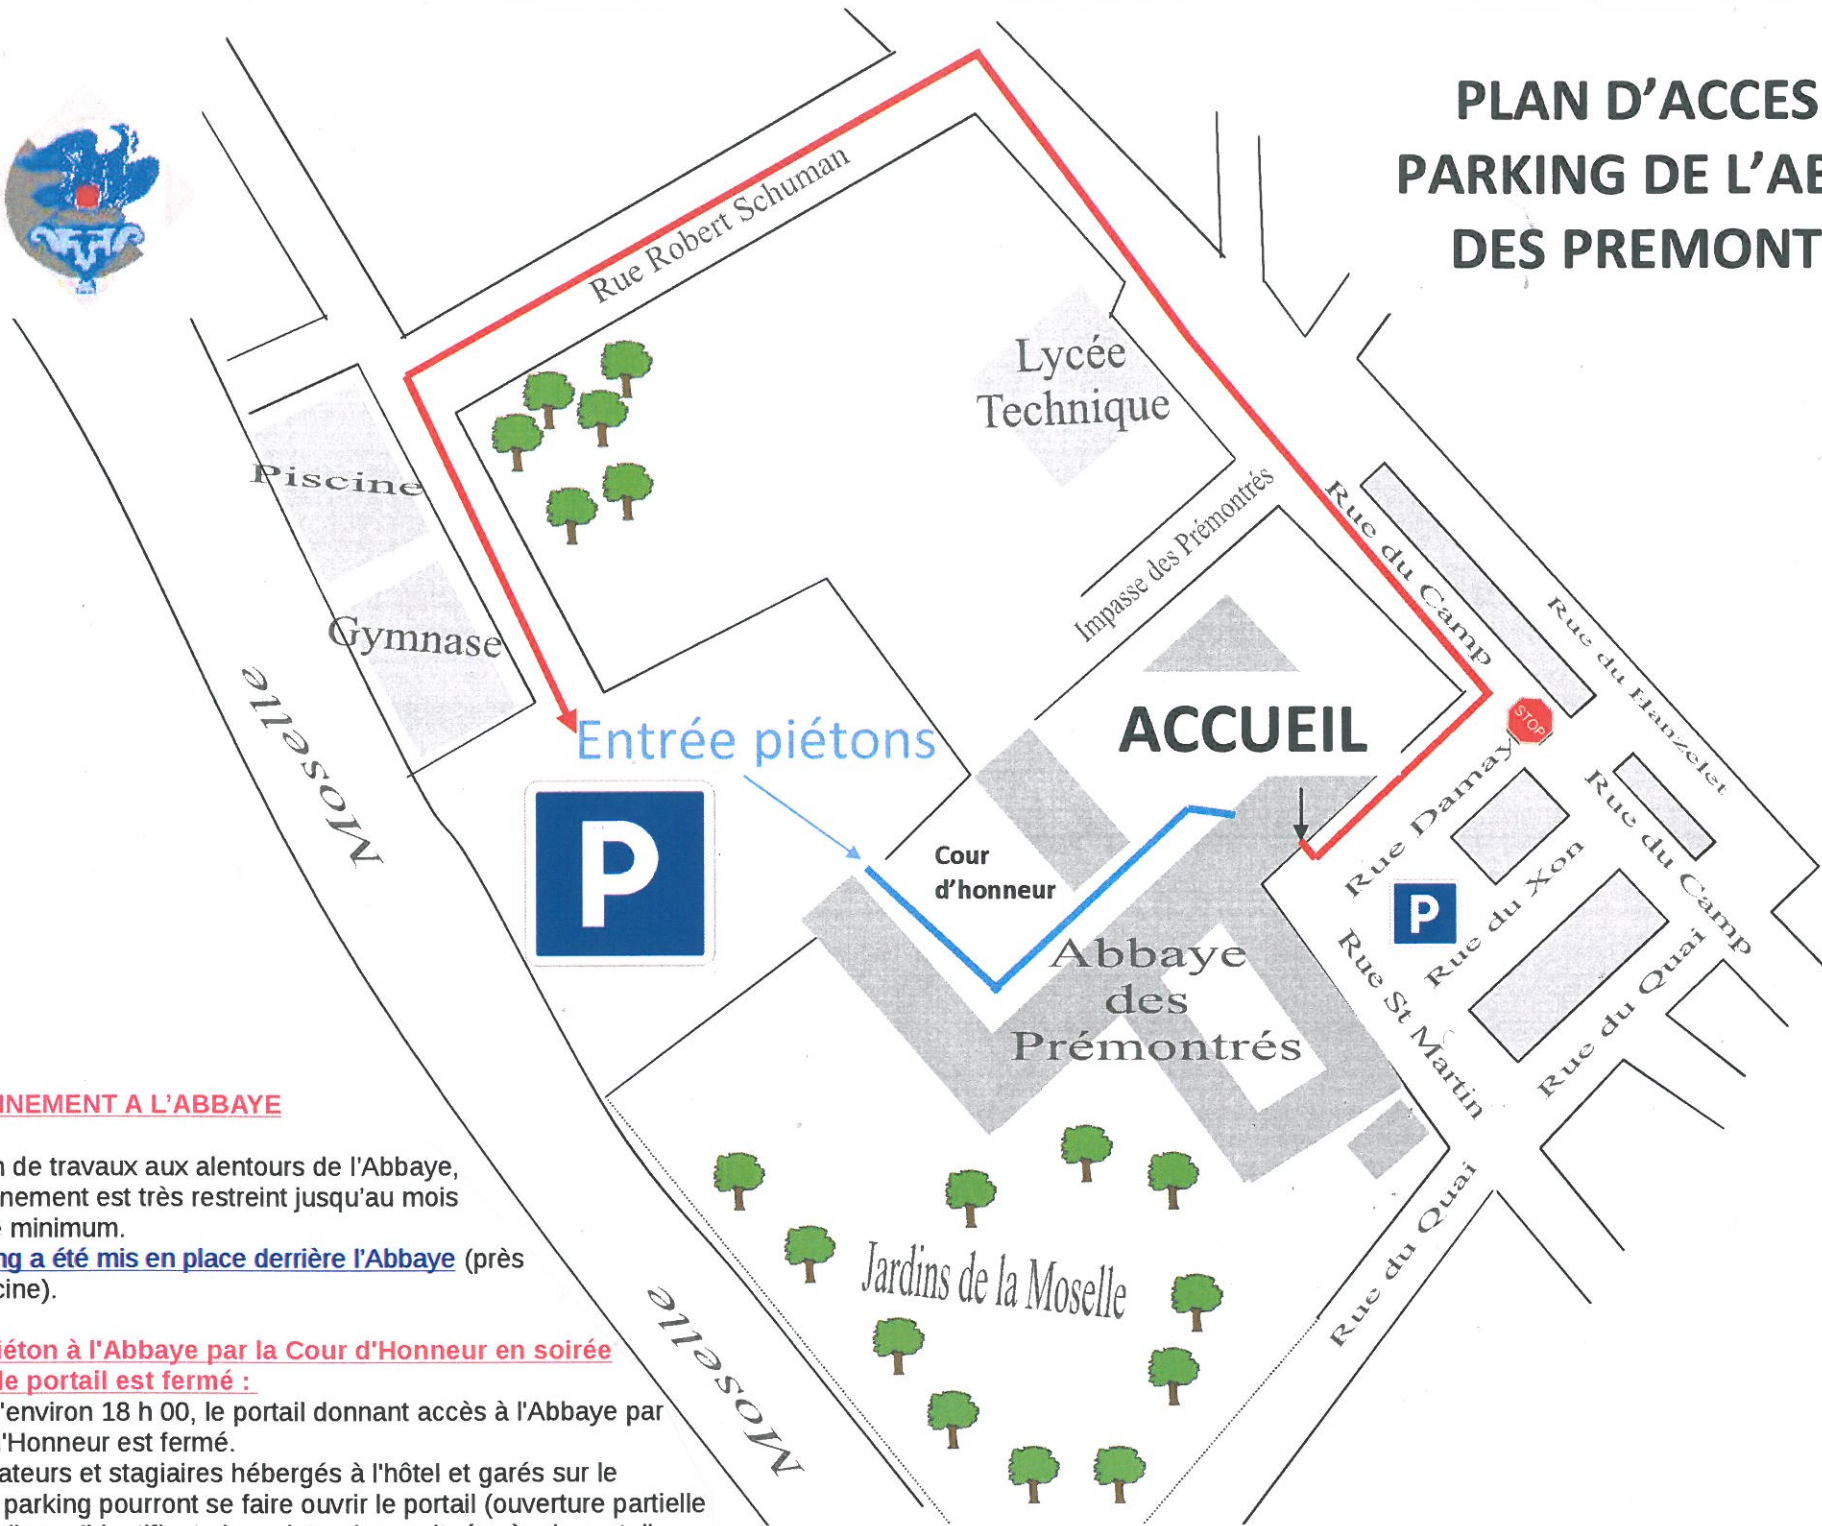 PLAN D'ACCES
PARKING DE L'AB
DES PREMONT
Rue Robert Schuman
Lycée
Technique
Piscine
Gymnase
Impasse des Prémontrés
Rue du Camp
Rue du Hanzelet
STOP
Moselle
Entrée piétons
ACCUEIL
P
Cour
d'honneur
Rue Damay
Rue du Camp
Rue du Xon
P
Abbaye
des
Prémontrés
Rue St Martin
Rue du Quai
Rue du Quai
Jardins de la Moselle
Moselle
NNEMENT A L'ABBAYE
n de travaux aux alentours de l'Abbaye,
nnement est très restreint jusqu'au mois
e minimum.
ng a été mis en place derrière l'Abbaye (près
cine).
iéton à l'Abbaye par la Cour d'Honneur en soirée
le portail est fermé :
'environ 18 h 00, le portail donnant accès à l'Abbaye par
'Honneur est fermé.
ateurs et stagiaires hébergés à l'hôtel et garés sur le
parking pourront se faire ouvrir le portail (ouverture partielle